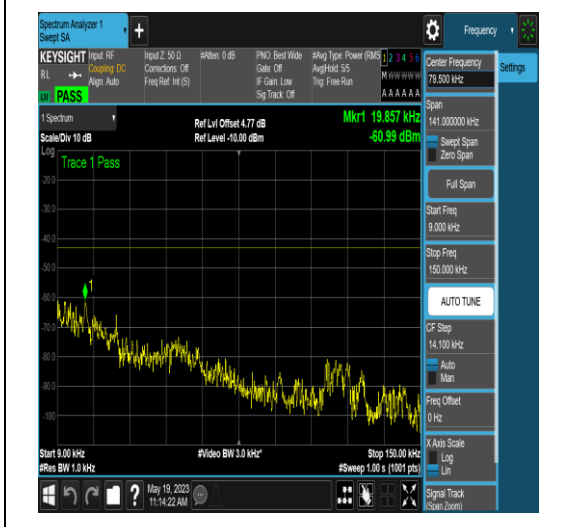 Spectrum Analyzer 1
Swept SA
Frequency
KEYSIGHT
RL
Input: RF
Coupling: DC
Align: Auto
Input Z: 50 Ω
Corrections: Off
Freq Ref: Int (S)
#Atten: 0 dB
PNO: Best Wide
Gate: Off
IF Gain: Low
Sig Track: Off
#Avg Type: Power (RMS
Avg|Hold: 5/5
Trig: Free Run
1 2 3 4 5 6
M W W W W W
A A A A A A
PASS
1 Spectrum
Scale/Div 10 dB
Log
Ref Lvl Offset 4.77 dB
Ref Level -10.00 dBm
Mkr1 19.857 kHz
-60.99 dBm
Trace 1 Pass
1
-20.0
-30.0
-40.0
-50.0
-60.0
-70.0
-80.0
-90.0
-100
Start 9.00 kHz
#Res BW 1.0 kHz
#Video BW 3.0 kHz*
Stop 150.00 kHz
#Sweep 1.00 s (1001 pts)
May 19, 2023
11:14:22 AM
Center Frequency
79.500 kHz
Settings
Span
141.000000 kHz
Swept Span
Zero Span
Full Span
Start Freq
9.000 kHz
Stop Freq
150.000 kHz
AUTO TUNE
CF Step
14.100 kHz
Auto
Man
Freq Offset
0 Hz
X Axis Scale
Log
Lin
Signal Track
(Span Zoom)